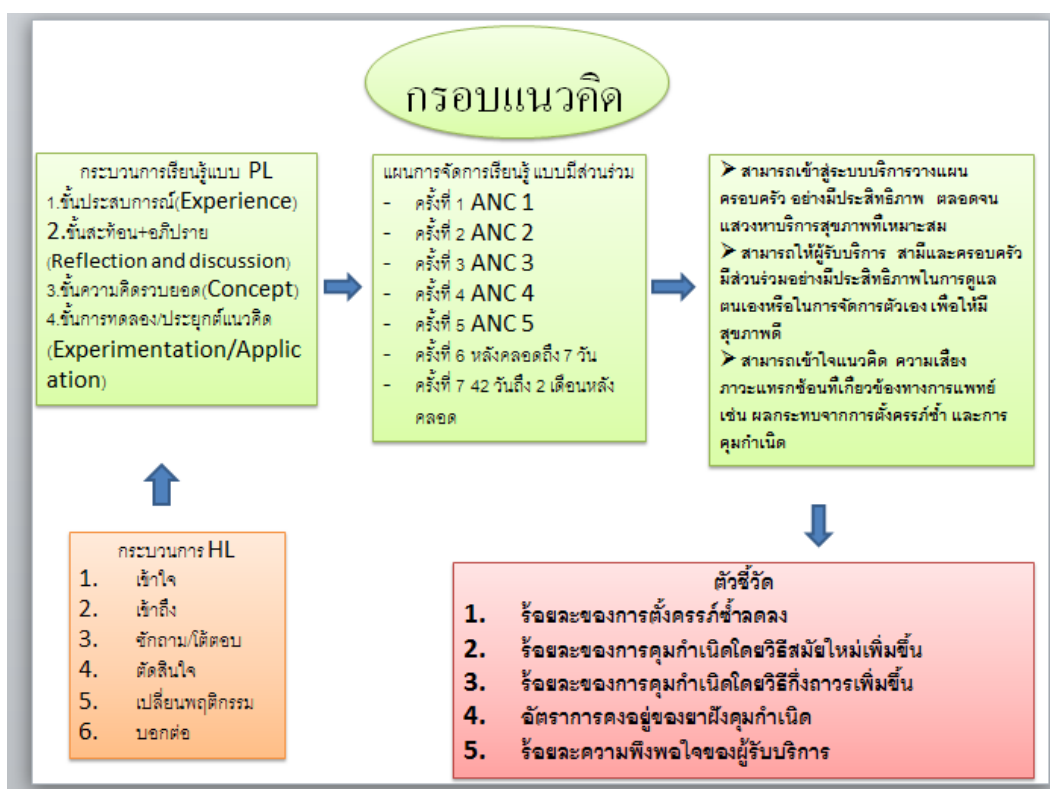 กรอบแนวคิด
กระบวนการเรียนรู้แบบ PL
1.ขั้นประสบการณ์(Experience)
2.ขั้นสะท้อน+อภิปราย
(Reflection and discussion)
3.ขั้นความคิดรวบยอด(Concept)
4.ขั้นการทดลอง/ประยุกต์แนวคิด
(Experimentation/Applic
ation)
แผนการจัดการเรียนรู้ แบบมีส่วนร่วม
- ครั้งที่ 1 ANC 1
- ครั้งที่ 2 ANC 2
- ครั้งที่ 3 ANC 3
- ครั้งที่ 4 ANC 4
- ครั้งที่ 5 ANC 5
- ครั้งที่ 6 หลังคลอดถึง 7 วัน
- ครั้งที่ 7 42 วันถึง 2 เดือนหลัง
คลอด
➢ สามารถเข้าสู่ระบบบริการวางแผน
ครอบครัว อย่างมีประสิทธิภาพ ตลอดจน
แสวงหาบริการสุขภาพที่เหมาะสม
➢ สามารถให้ผู้รับบริการ สามีและครอบครัว
มีส่วนร่วมอย่างมีประสิทธิภาพในการดูแล
ตนเองหรือในการจัดการตัวเอง เพื่อให้มี
สุขภาพดี
➢ สามารถเข้าใจแนวคิด ความเสี่ยง
ภาวะแทรกซ้อนที่เกี่ยวข้องทางการแพทย์
เช่น ผลกระทบจากการตั้งครรภ์ซ้ำ และการ
คุมกำเนิด
กระบวนการ HL
1. เข้าใจ
2. เข้าถึง
3. ซักถาม/โต้ตอบ
4. ตัดสินใจ
5. เปลี่ยนพฤติกรรม
6. บอกต่อ
ตัวชี้วัด
1. ร้อยละของการตั้งครรภ์ซ้ำลดลง
2. ร้อยละของการคุมกำเนิดโดยวิธีสมัยใหม่เพิ่มขึ้น
3. ร้อยละของการคุมกำเนิดโดยวิธีกึ่งถาวรเพิ่มขึ้น
4. อัตราการคงอยู่ของยาฝังคุมกำเนิด
5. ร้อยละความพึงพอใจของผู้รับบริการ